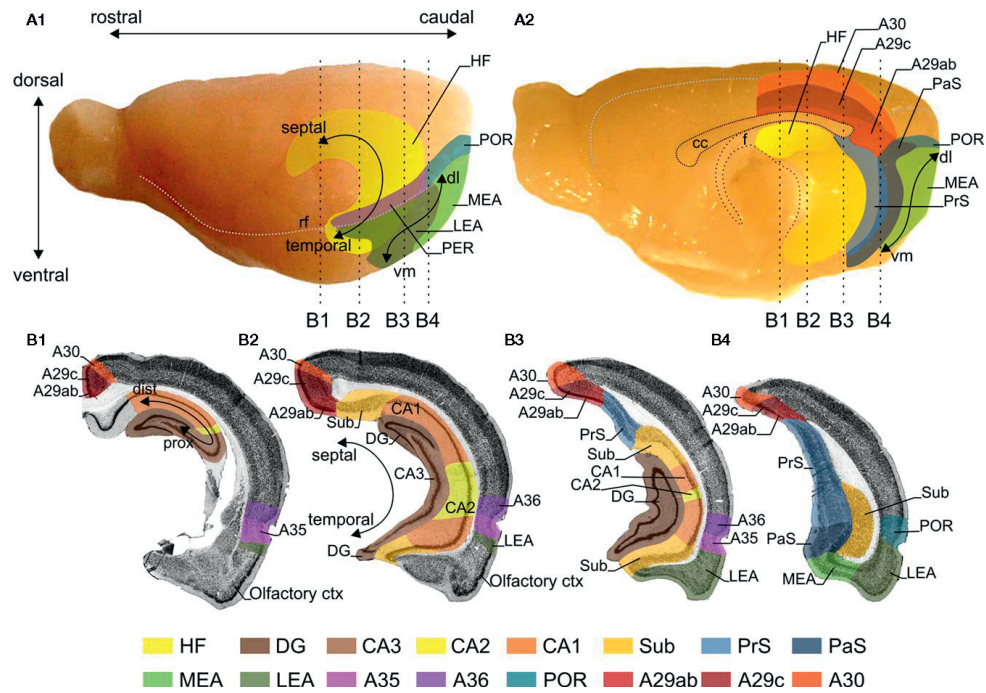 A1
rostral
caudal
dorsal
ventral
septal
rf
temporal
vm
dl
HF
POR
MEA
LEA
PER
B1 B2 B3 B4
A2
HF
A30
A29c
A29ab
PaS
POR
dl
MEA
PrS
vm
cc
f
B1 B2 B3 B4
B1
A30
A29c
A29ab
dist
prox
A35
Olfactory ctx
B2
A30
A29c
A29ab
Sub
CA1
DG
septal
CA3
CA2
temporal
DG
A36
LEA
Olfactory ctx
B3
A30
A29c
A29ab
PrS
Sub
CA1
CA2
DG
A36
A35
Sub
LEA
B4
A30
A29c
A29ab
PrS
Sub
PaS
POR
MEA
LEA
HF DG CA3 CA2 CA1 Sub PrS PaS
MEA LEA A35 A36 POR A29ab A29c A30